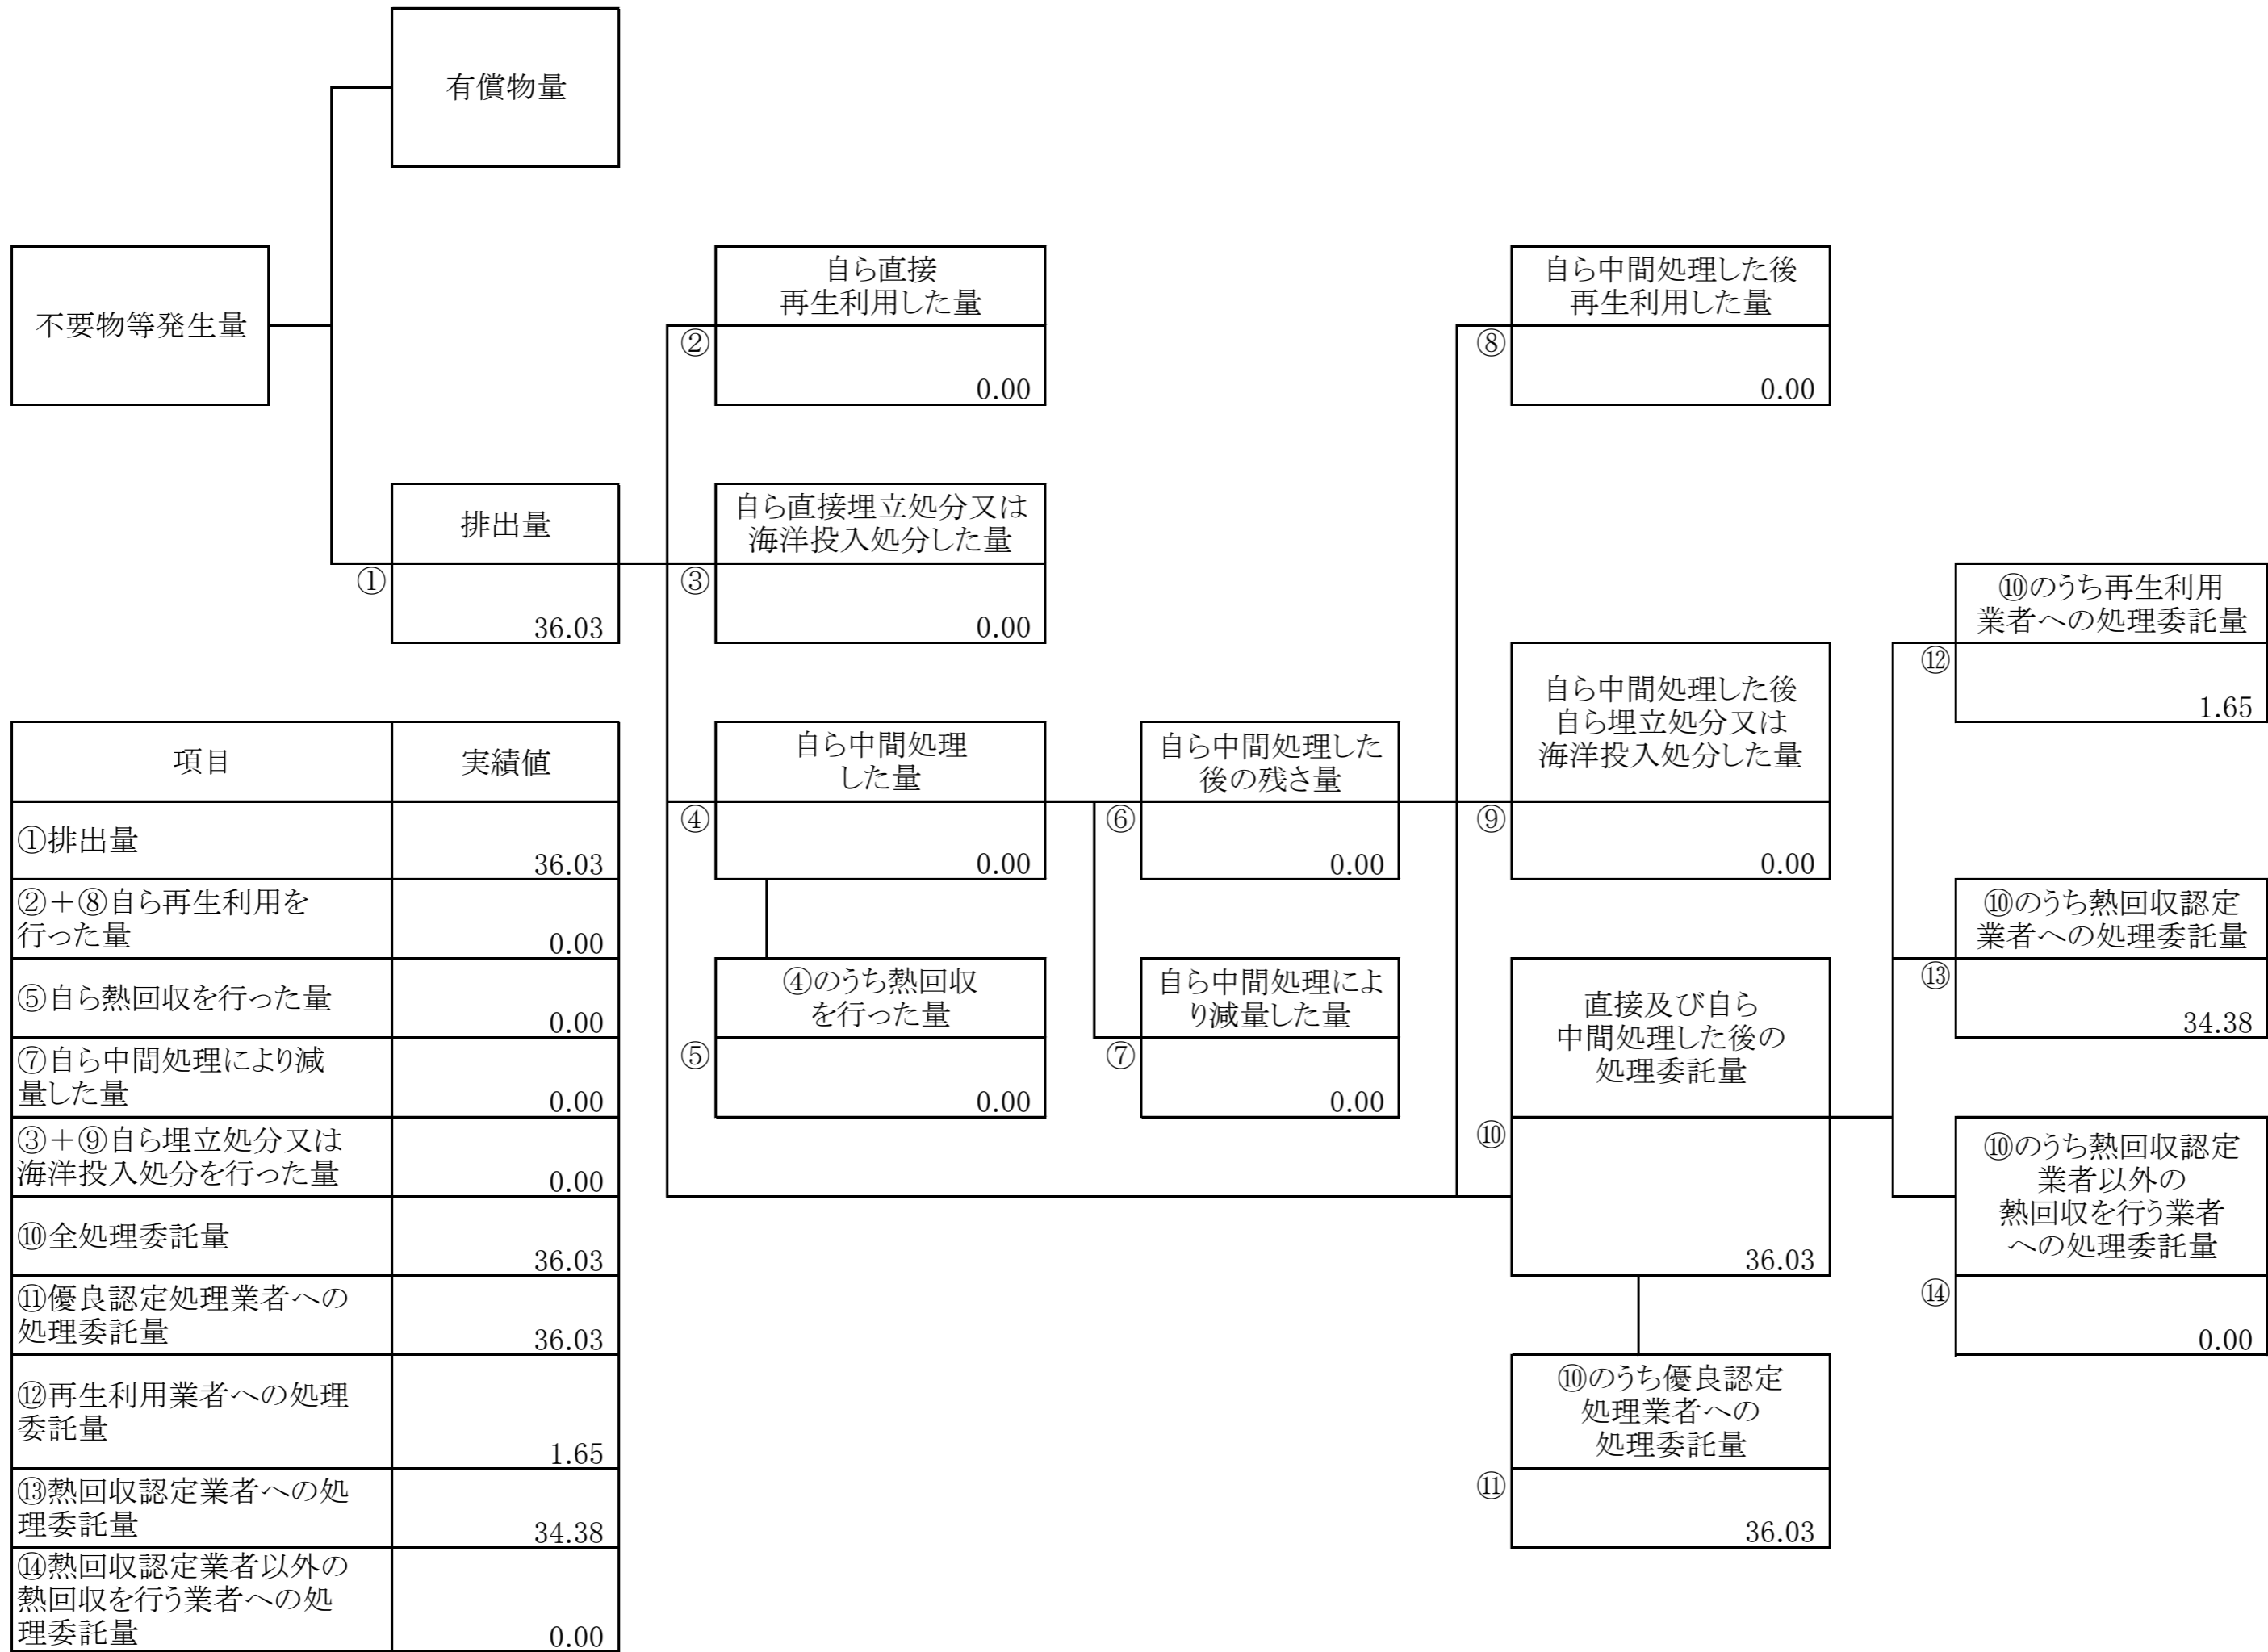 有償物量
不要物等発生量
自ら直接
再生利用した量
②
0.00
自ら中間処理した後
再生利用した量
⑧
0.00
排出量
①
36.03
自ら直接埋立処分又は
海洋投入処分した量
③
0.00
⑩のうち再生利用
業者への処理委託量
⑫
1.65
自ら中間処理
した量
④
0.00
自ら中間処理した
後の残さ量
⑥
0.00
自ら中間処理した後
自ら埋立処分又は
海洋投入処分した量
⑨
0.00
⑩のうち熱回収認定
業者への処理委託量
⑬
34.38
④のうち熱回収
を行った量
⑤
0.00
自ら中間処理によ
り減量した量
⑦
0.00
直接及び自ら
中間処理した後の
処理委託量
⑩
36.03
⑩のうち熱回収認定
業者以外の
熱回収を行う業者
への処理委託量
⑭
0.00
⑩のうち優良認定
処理業者への
処理委託量
⑪
36.03
項目 実績値
①排出量
36.03
②+⑧自ら再生利用を
行った量 0.00
⑤自ら熱回収を行った量
0.00
⑦自ら中間処理により減
量した量 0.00
③+⑨自ら埋立処分又は
海洋投入処分を行った量 0.00
⑩全処理委託量
36.03
⑪優良認定処理業者への
処理委託量 36.03
⑫再生利用業者への処理
委託量
1.65
⑬熱回収認定業者への処
理委託量 34.38
⑭熱回収認定業者以外の
熱回収を行う業者への処
理委託量 0.00